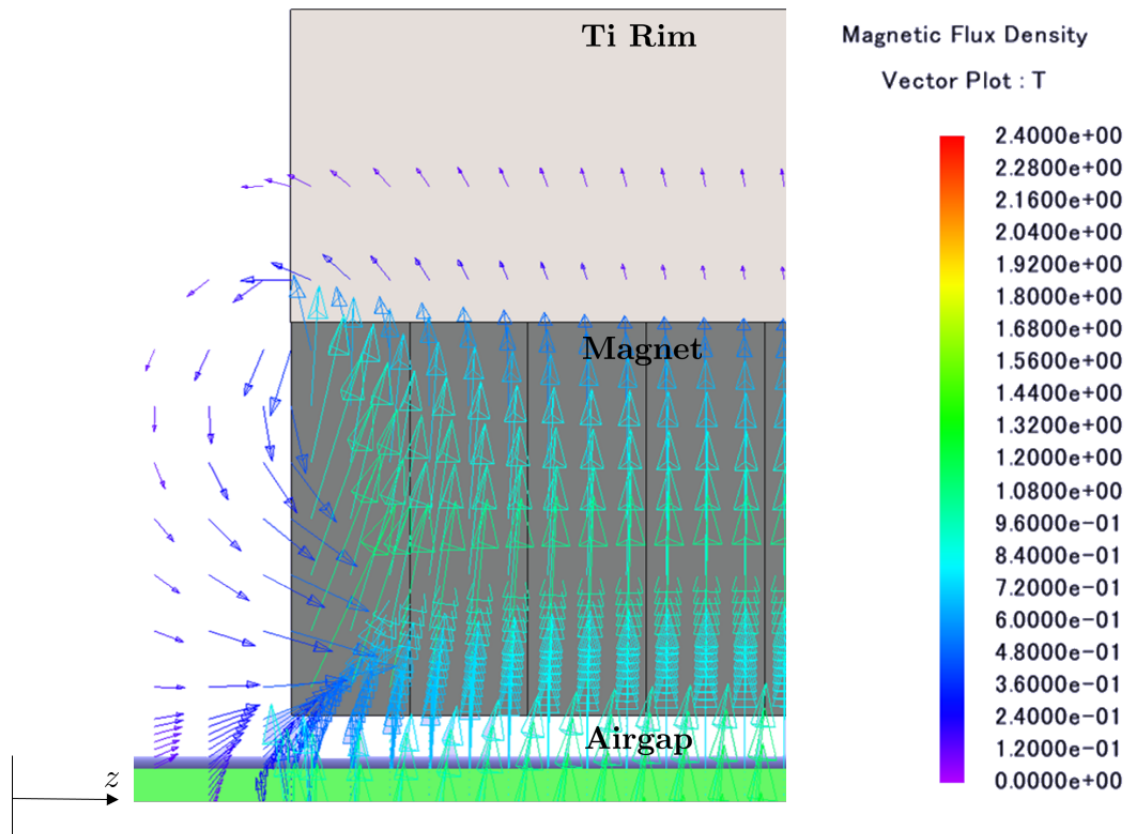 Ti Rim
Magnetic Flux Density
Vector Plot : T
2.4000e+00
2.2800e+00
2.1600e+00
2.0400e+00
1.9200e+00
1.8000e+00
1.6800e+00
1.5600e+00
1.4400e+00
1.3200e+00
1.2000e+00
1.0800e+00
9.6000e-01
8.4000e-01
7.2000e-01
6.0000e-01
4.8000e-01
3.6000e-01
2.4000e-01
1.2000e-01
0.0000e+00
Magnet
Airgap
z